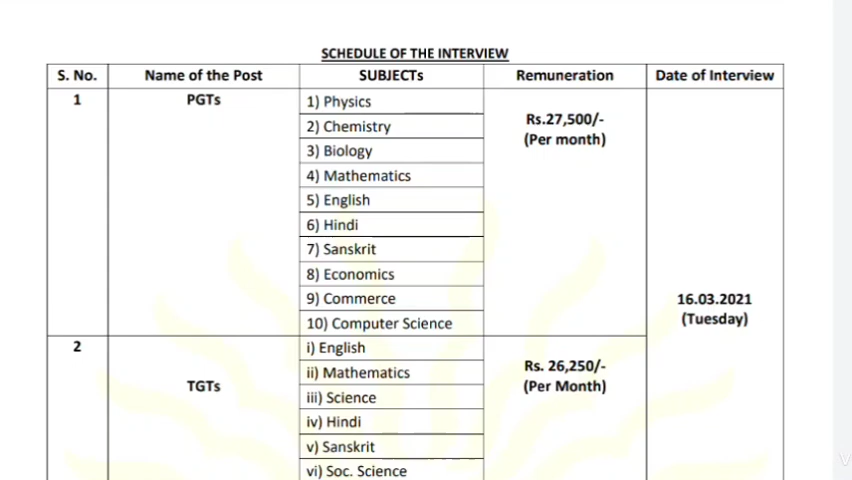 SCHEDULE OF THE INTERVIEW
S. No. Name of the Post SUBJECTs Remuneration Date of Interview
1 PGTs 1) Physics
Rs.27,500/-
(Per month)
2) Chemistry
3) Biology
4) Mathematics
5) English
6) Hindi
7) Sanskrit
8) Economics
9) Commerce
10) Computer Science
16.03.2021
(Tuesday)
2 TGTs i) English
Rs. 26,250/-
(Per Month)
ii) Mathematics
iii) Science
iv) Hindi
v) Sanskrit
vi) Soc. Science